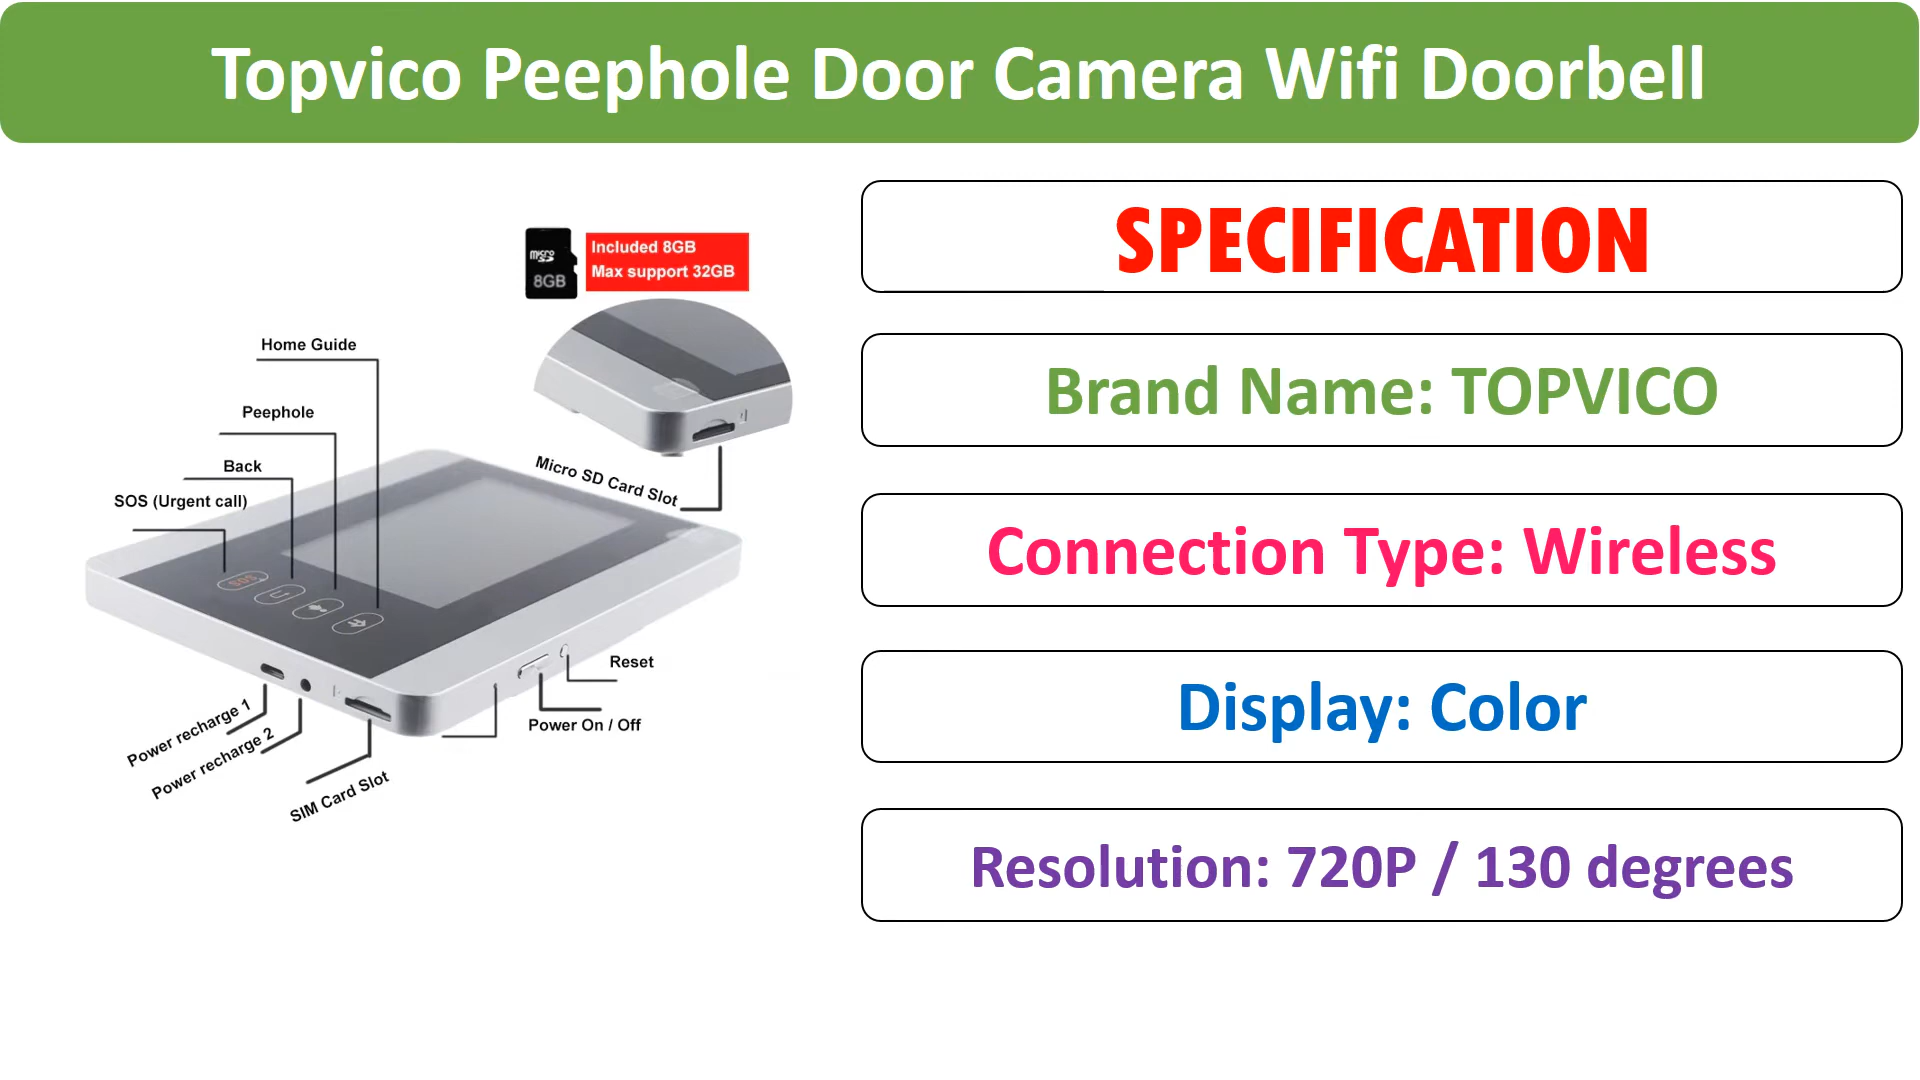 Topvico Peephole Door Camera Wifi Doorbell
SPECIFICATION
Brand Name: TOPVICO
Connection Type: Wireless
Display: Color
Resolution: 720P / 130 degrees
micro
SD
8GB
Included 8GB
Max support 32GB
Home Guide
Peephole
Back
SOS (Urgent call)
Micro SD Card Slot
SOS
Reset
Power On / Off
Power recharge 1
Power recharge 2
SIM Card Slot